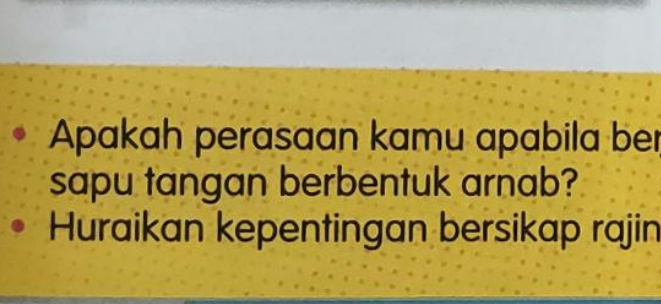 Apakah perasaan kamu apabila ber
sapu tangan berbentuk arnab?
Huraikan kepentingan bersikap rajin